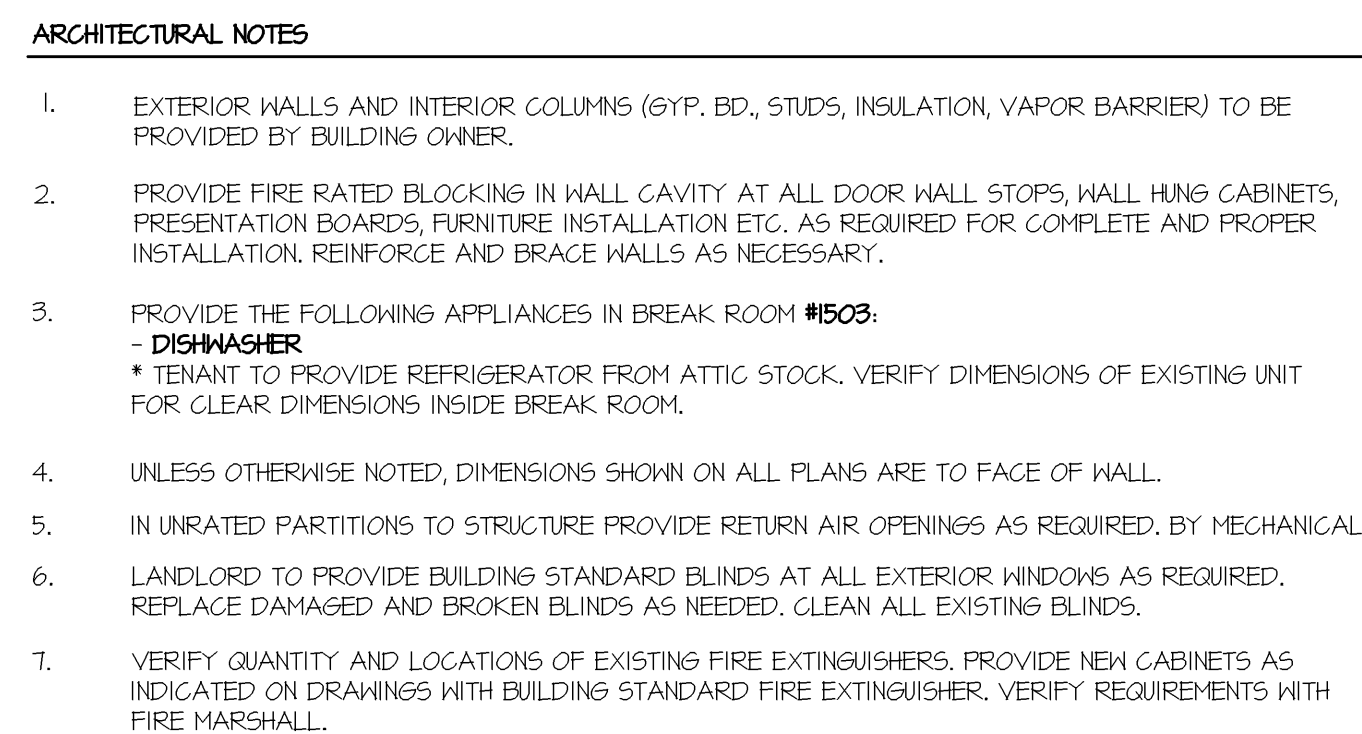 ARCHITECTURAL NOTES
1. EXTERIOR WALLS AND INTERIOR COLUMNS (GYP. BD., STUDS, INSULATION, VAPOR BARRIER) TO BE
PROVIDED BY BUILDING OWNER.
2. PROVIDE FIRE RATED BLOCKING IN WALL CAVITY AT ALL DOOR WALL STOPS, WALL HUNG CABINETS,
PRESENTATION BOARDS, FURNITURE INSTALLATION ETC. AS REQUIRED FOR COMPLETE AND PROPER
INSTALLATION. REINFORCE AND BRACE WALLS AS NECESSARY.
3. PROVIDE THE FOLLOWING APPLIANCES IN BREAK ROOM #1503:
- DISHWASHER
* TENANT TO PROVIDE REFRIGERATOR FROM ATTIC STOCK. VERIFY DIMENSIONS OF EXISTING UNIT
FOR CLEAR DIMENSIONS INSIDE BREAK ROOM.
4. UNLESS OTHERWISE NOTED, DIMENSIONS SHOWN ON ALL PLANS ARE TO FACE OF WALL.
5. IN UNRATED PARTITIONS TO STRUCTURE PROVIDE RETURN AIR OPENINGS AS REQUIRED. BY MECHANICAL
6. LANDLORD TO PROVIDE BUILDING STANDARD BLINDS AT ALL EXTERIOR WINDOWS AS REQUIRED.
REPLACE DAMAGED AND BROKEN BLINDS AS NEEDED. CLEAN ALL EXISTING BLINDS.
7. VERIFY QUANTITY AND LOCATIONS OF EXISTING FIRE EXTINGUISHERS. PROVIDE NEW CABINETS AS
INDICATED ON DRAWINGS WITH BUILDING STANDARD FIRE EXTINGUISHER. VERIFY REQUIREMENTS WITH
FIRE MARSHALL.